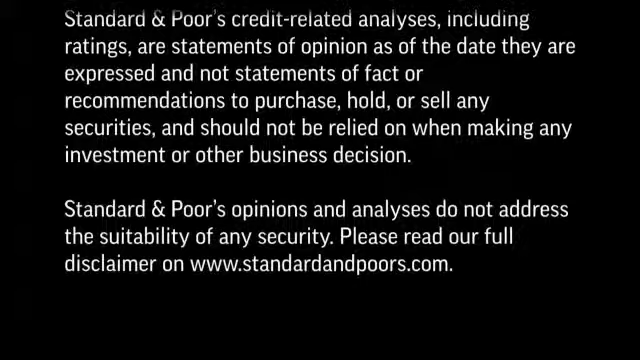 Standard & Poor's credit-related analyses, including
ratings, are statements of opinion as of the date they are
expressed and not statements of fact or
recommendations to purchase, hold, or sell any
securities, and should not be relied on when making any
investment or other business decision.
Standard & Poor's opinions and analyses do not address
the suitability of any security. Please read our full
disclaimer on www.standardandpoors.com.